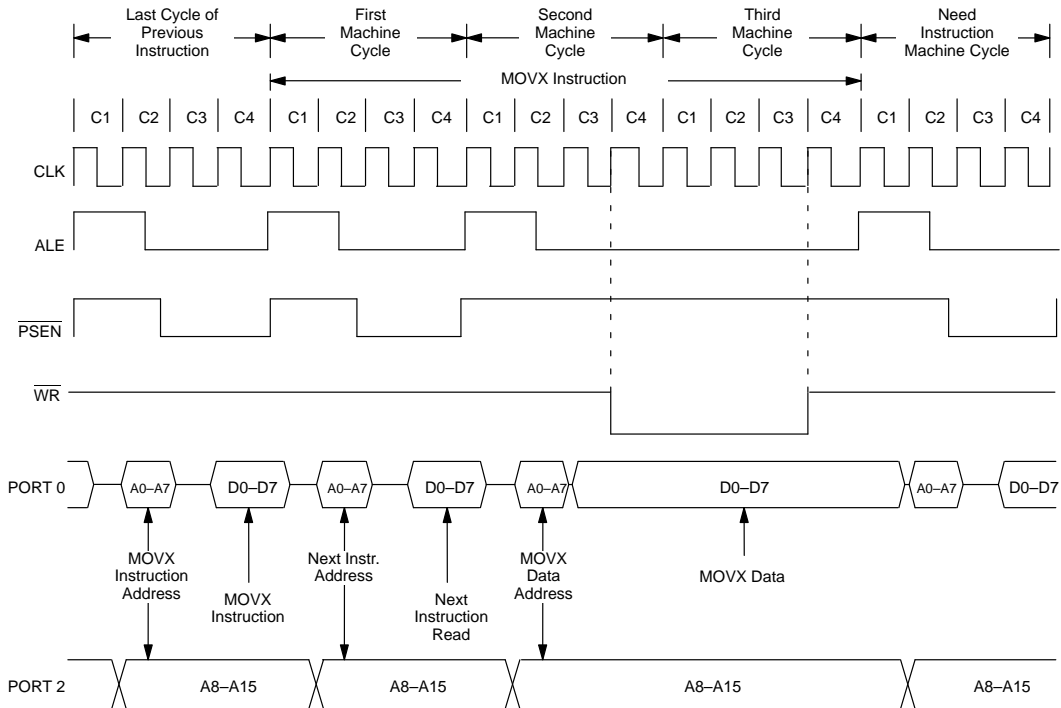 Last Cycle of
Previous
Instruction
First
Machine
Cycle
Second
Machine
Cycle
Third
Machine
Cycle
Need
Instruction
Machine Cycle
MOVX Instruction
C1 C2 C3 C4 C1 C2 C3 C4 C1 C2 C3 C4 C1 C2 C3 C4 C1 C2 C3 C4
CLK
ALE
PSEN
WR
PORT 0 A0–A7 D0–D7 A0–A7 D0–D7 A0–A7 D0–D7 A0–A7 D0–D7
MOVX
Instruction
Address
MOVX
Instruction
Next Instr.
Address
Next
Instruction
Read
MOVX
Data
Address
MOVX Data
PORT 2 A8–A15 A8–A15 A8–A15 A8–A15